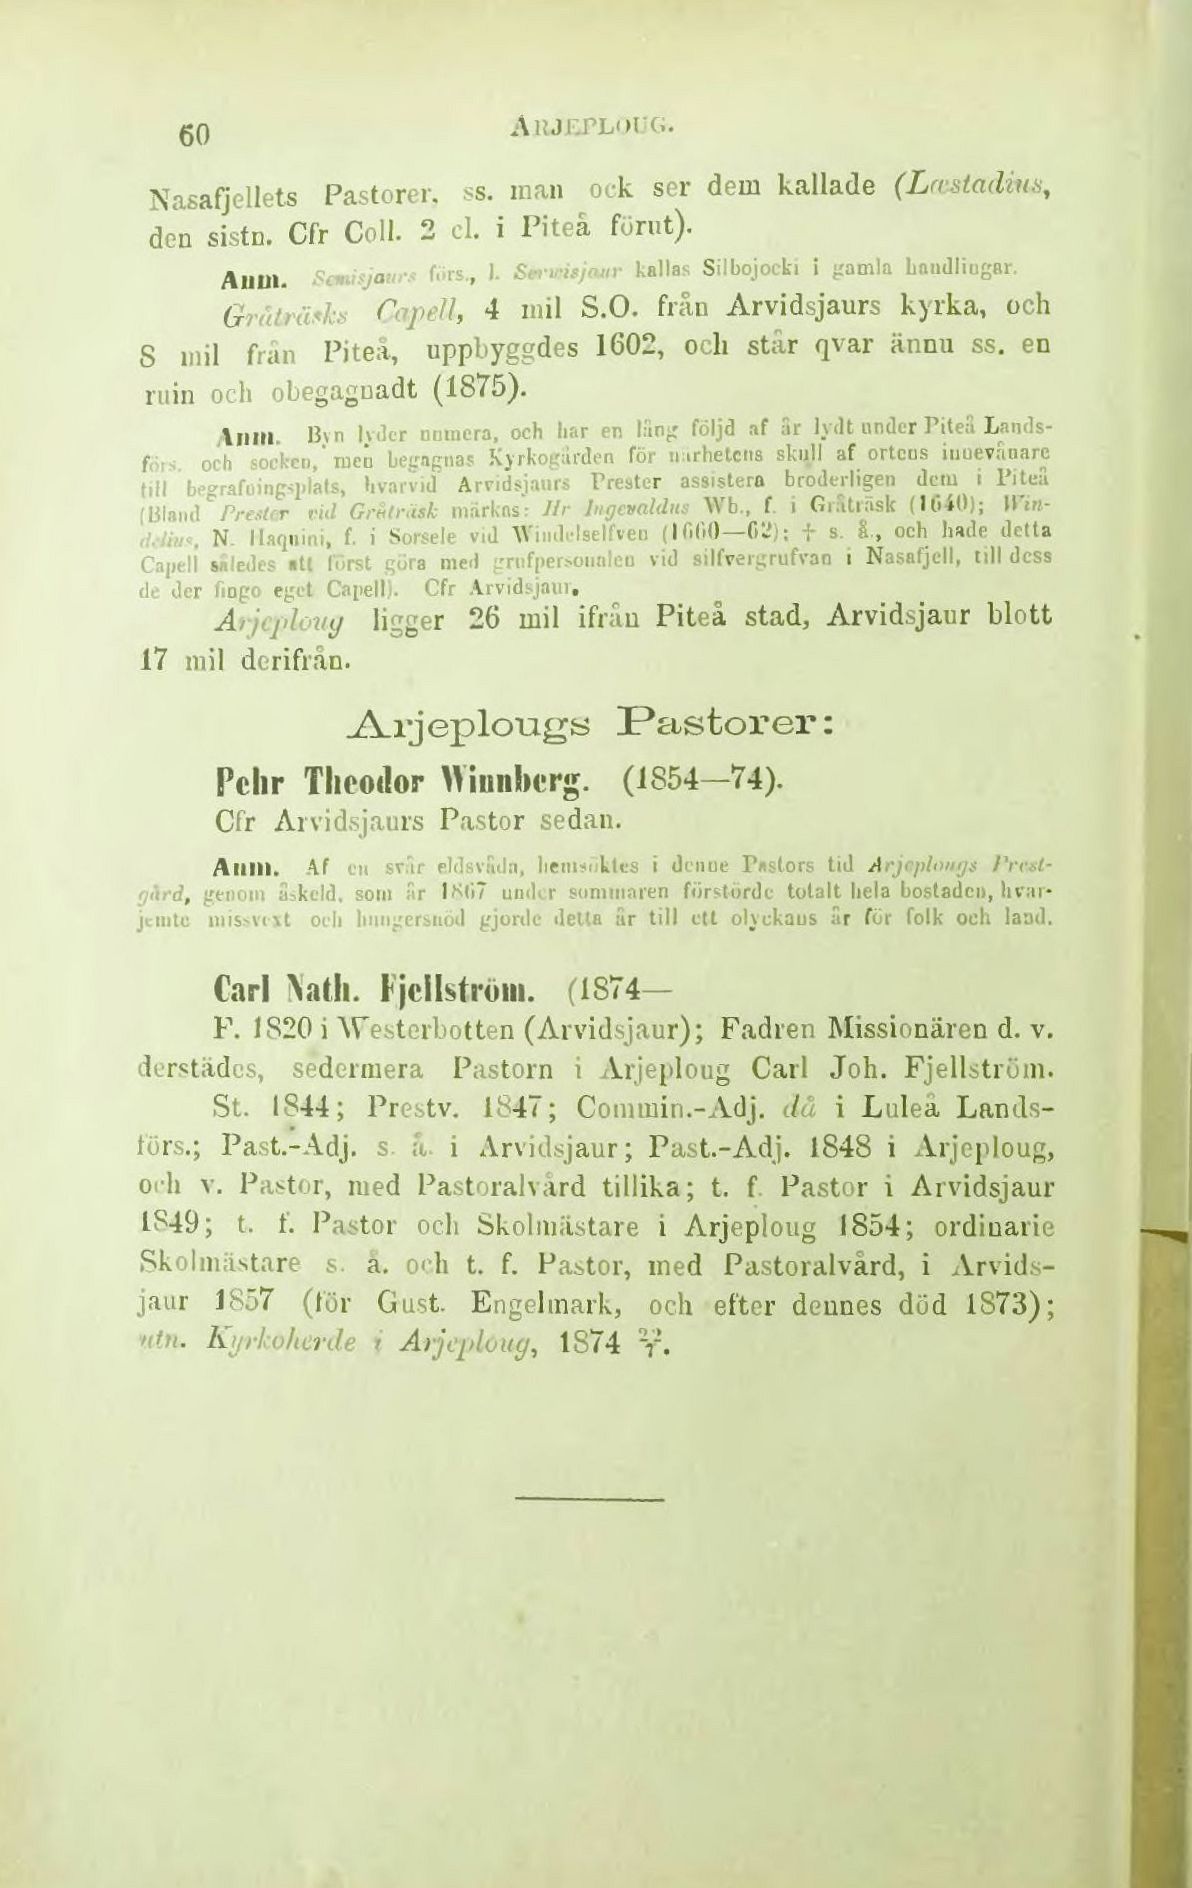 60
ARJEPLOUG.
Nasafjellets Pastorer, ss. man ock ser dem kallade (Læstadius,
den sistn. Cfr Coll. 2 cl. i Piteå förut).
Anm. Semisjaurs förs., l. Serwisjaur kallas Silbojocki i gamla handlingar.
Gråträsks Capell, 4 mil S.O. från Arvidsjaurs kyrka, och
8 mil från Piteå, uppbyggdes 1602, och står qvar ännu ss. en
ruin och obegagnadt (1875).
Anm. Byn lyder numera, och har en lång följd af år lydt under Piteå Lands-
förs. och socken, men begagnas Kyrkogården för närhetens skull af ortens innevånare
till begrafningsplats, hvarvid Arvidsjaurs Prester assistera broderligen dem i Piteå
(Bland Prester vid Gråträsk märkas: Hr Ingevaldus Wb., f. i Gråträsk (1640); Win-
delius, N. Haquini, f. i Sorsele vid Windelselfven (1660—62); † s. å., och hade detta
Capell således att först göra med grufpersonalen vid silfvergrufvan i Nasafjell, till dess
de der fingo eget Capell). Cfr Arvidsjaur.
Arjeploug ligger 26 mil ifrån Piteå stad, Arvidsjaur blott
17 mil derifrån.
Arjeplougs Pastorer:
Pehr Theodor Winnberg. (1854—74).
Cfr Arvidsjaurs Pastor sedan.
Anm. Af en svår eldsvåda, hemsöktes i denne Pastors tid Arjeplougs Prest-
gård, genom åskeld, som år 1867 under sommaren förstörde totalt hela bostaden, hvar-
jemte missvext och hungersnöd gjorde detta år till ett olyckans år för folk och land.
Carl Nath. Fjellström. (1874—
F. 1820 i Westerbotten (Arvidsjaur); Fadren Missionären d. v.
derstädes, sedermera Pastorn i Arjeploug Carl Joh. Fjellström.
St. 1844; Prestv. 1847; Commin.-Adj. då i Luleå Lands-
förs.; Past.-Adj. s. å. i Arvidsjaur; Past.-Adj. 1848 i Arjeploug,
och v. Pastor, med Pastoralvård tillika; t. f. Pastor i Arvidsjaur
1849; t. f. Pastor och Skolmästare i Arjeploug 1854; ordinarie
Skolmästare s. å. och t. f. Pastor, med Pastoralvård, i Arvids-
jaur 1857 (för Gust. Engelmark, och efter dennes död 1873);
utn. Kyrkoherde i Arjeploug, 1874 22/7.